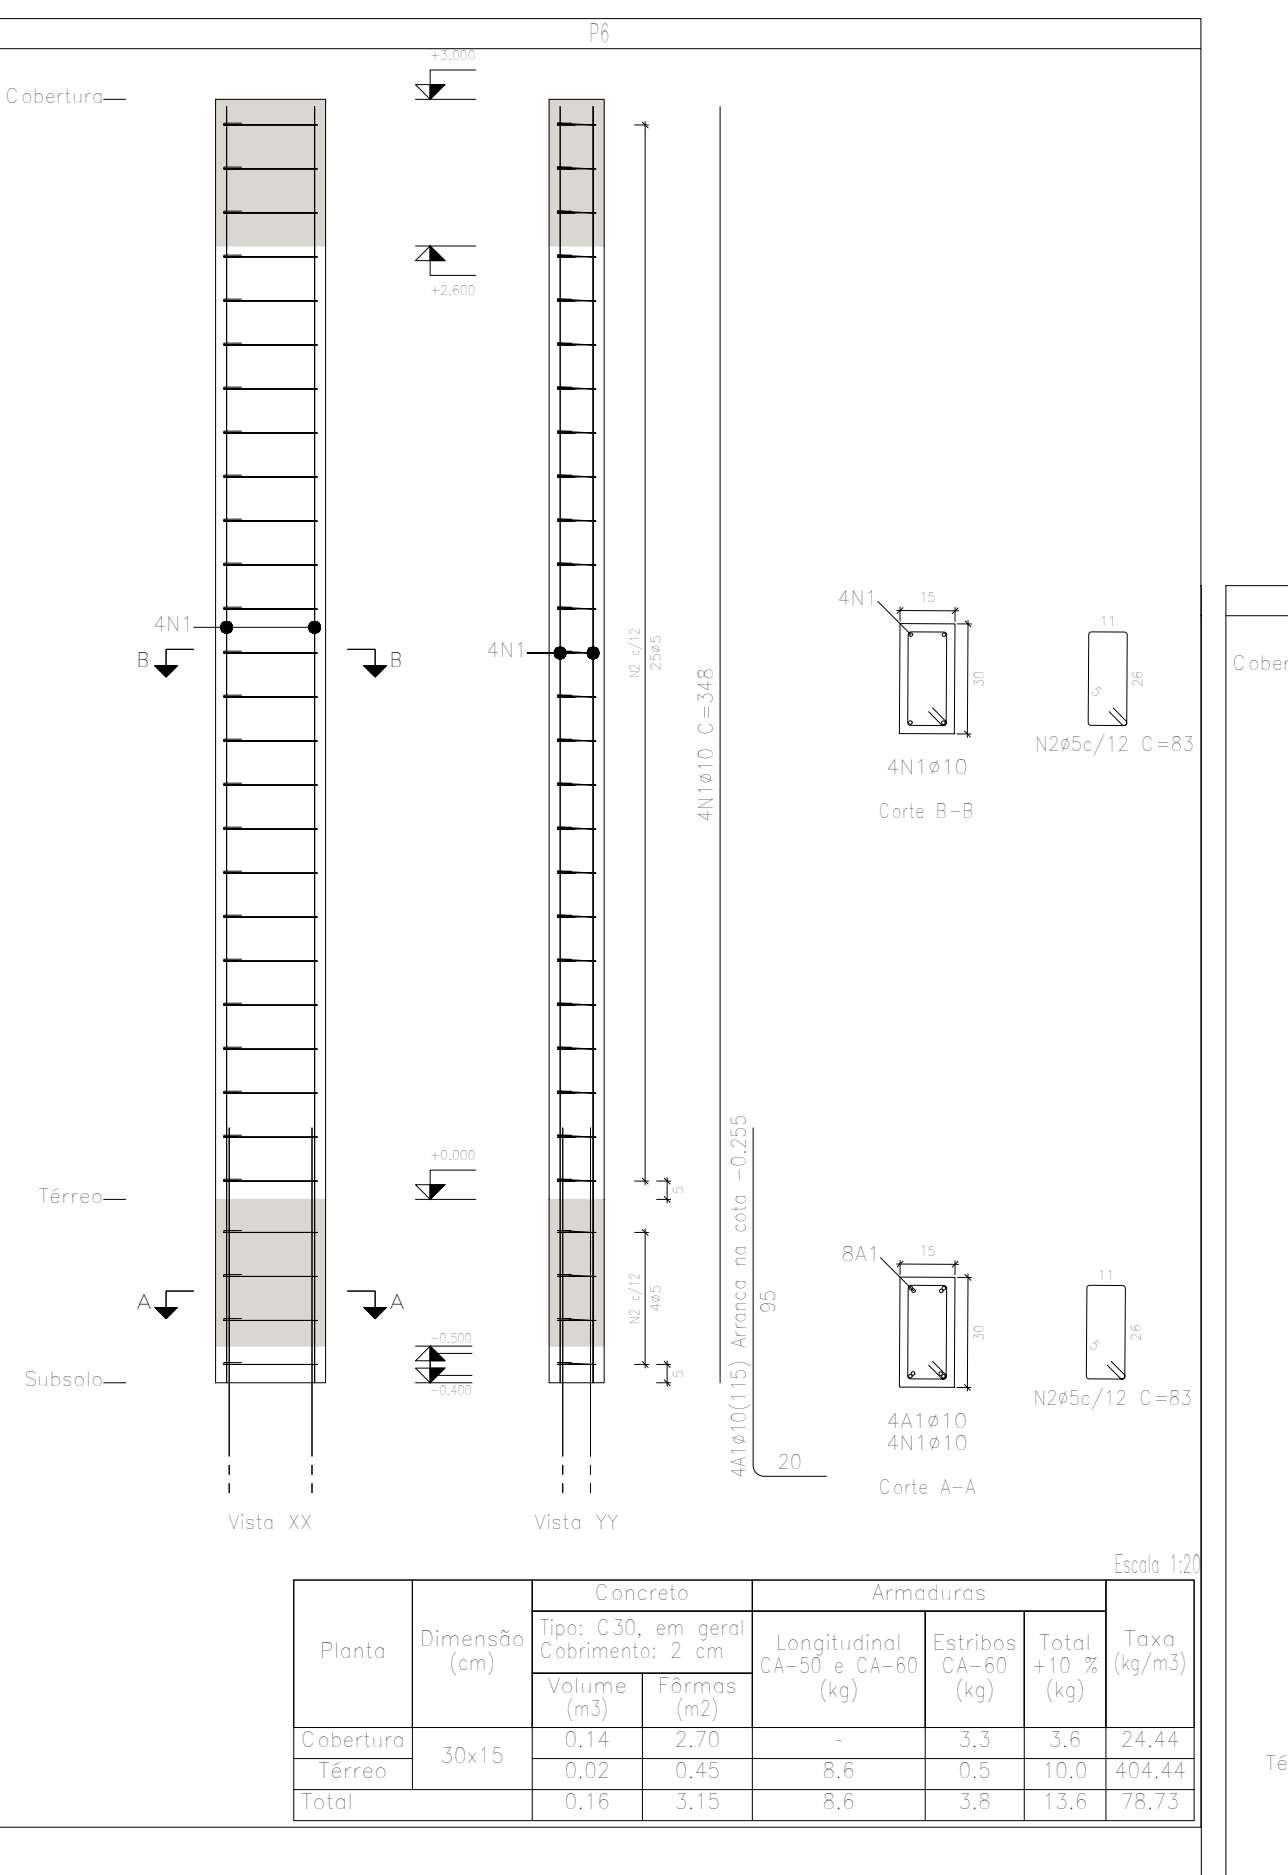 P6
+3.000
Cobertura
+2.600
4N1
B
B
4N1
N2 c/12
25ø5
4N1ø10 C=348
4N1
15
30
4N1ø10
Corte B-B
11
26
5
N2ø5c/12 C=83
Cober
+0.000
Térreo
5
A
A
N2 c/12
4ø5
-0.500
-0.400
Subsolo
5
4A1ø10(115) Arranca na cota -0.255
95
20
8A1
15
30
4A1ø10
4N1ø10
Corte A-A
11
26
5
N2ø5c/12 C=83
Vista XX
Vista YY
Escala 1:20
Planta
Dimensão
(cm)
Concreto
Armaduras
Taxa
(kg/m3)
Tipo: C30, em geral
Cobrimento: 2 cm
Longitudinal
CA-50 e CA-60
(kg)
Estribos
CA-60
(kg)
Total
+10 %
(kg)
Volume
(m3)
Fôrmas
(m2)
Cobertura 30x15 0.14 2.70 - 3.3 3.6 24.44
Térreo 0.02 0.45 8.6 0.5 10.0 404.44
Total 0.16 3.15 8.6 3.8 13.6 78.73
Té